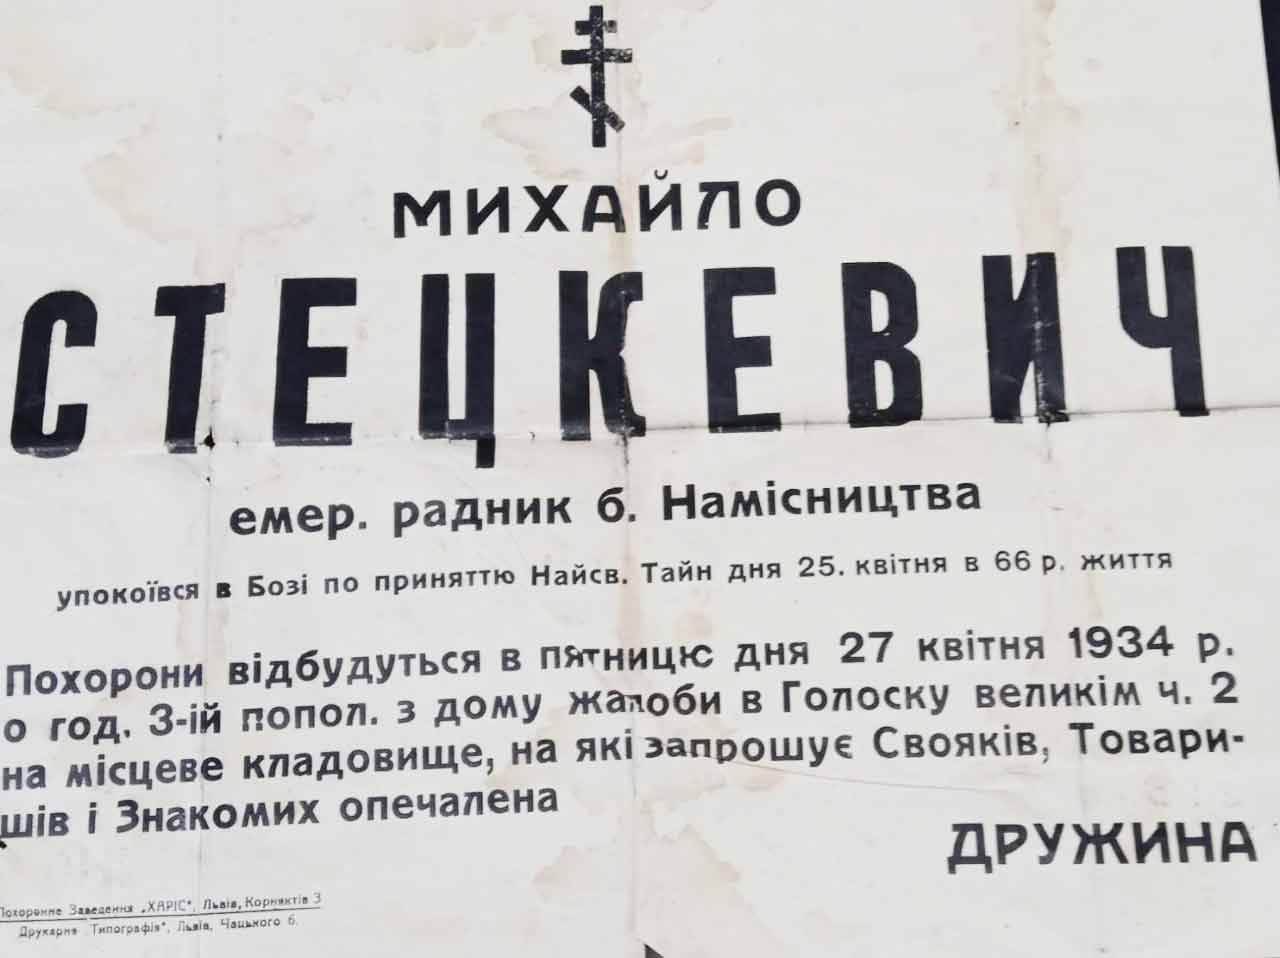 МИХАЙЛО
СТЕЦКЕВИЧ
емер. радник б. Намісництва
упокоївся в Бозі по приняттю Найсв. Тайн дня 25. квітня в 66 р. життя
Похорони відбудуться в пятницю дня 27 квітня 1934 р.
о год. 3-ій попол. з дому жалоби в Голоску великім ч. 2
на місцеве кладовище, на які запрошує Свояків, Товари-
шів і Знакомих опечалена
ДРУЖИНА
Похоронне Заведення „ХАРІС", Львів, Корняктів 3
Друкарня „Типографія", Львів, Чацького 6.